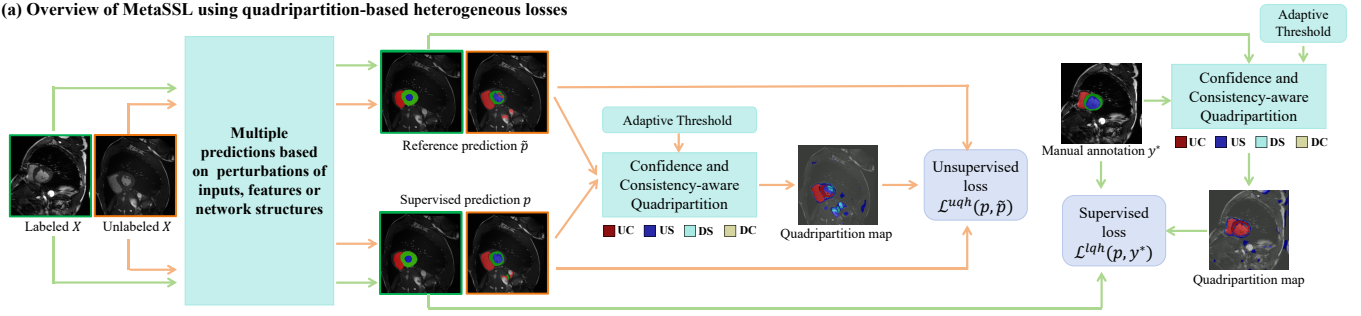 (a) Overview of MetaSSL using quadripartition-based heterogeneous losses
Labeled X
Unlabeled X
Multiple
predictions based
on perturbations of
inputs, features or
network structures
Reference prediction p̃
Supervised prediction p
Adaptive Threshold
Confidence and
Consistency-aware
Quadripartition
UC US DS DC
Quadripartition map
Unsupervised
loss
ℒ^{uqh}(p, p̃)
Manual annotation y*
Supervised
loss
ℒ^{lqh}(p, y*)
Adaptive
Threshold
Confidence and
Consistency-aware
Quadripartition
UC US DS DC
Quadripartition map